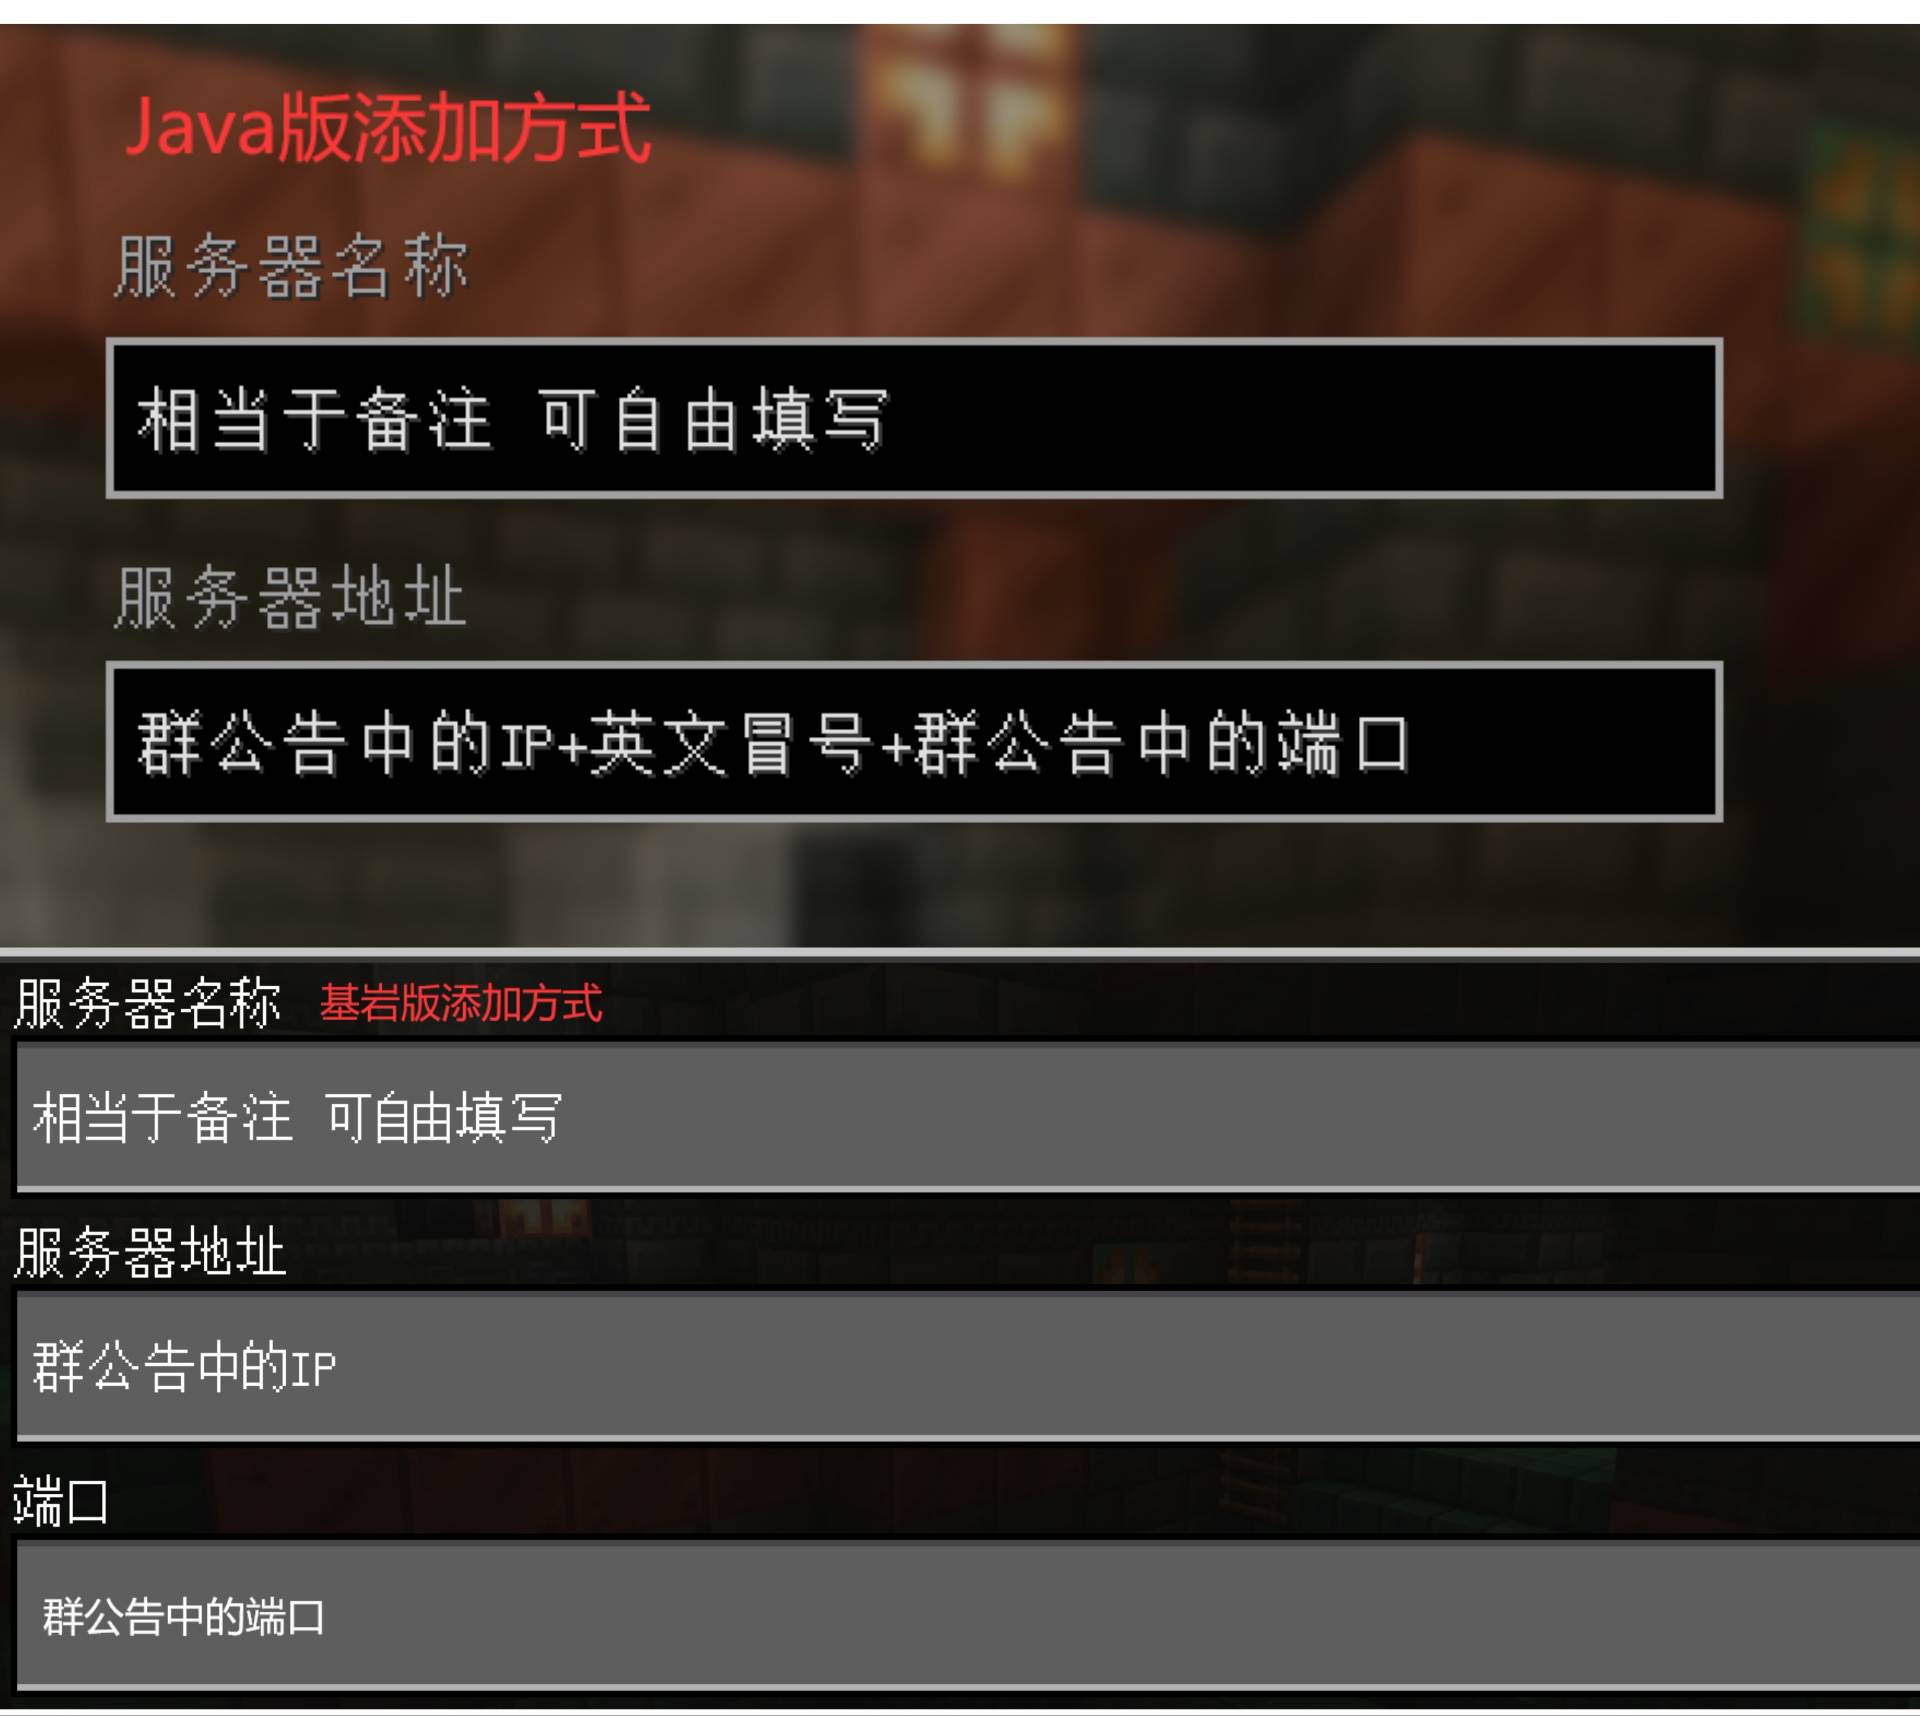 Java版添加方式
服务器名称
相当于备注 可自由填写
服务器地址
群公告中的IP+英文冒号+群公告中的端口
服务器名称 基岩版添加方式
相当于备注 可自由填写
服务器地址
群公告中的IP
端口
群公告中的端口